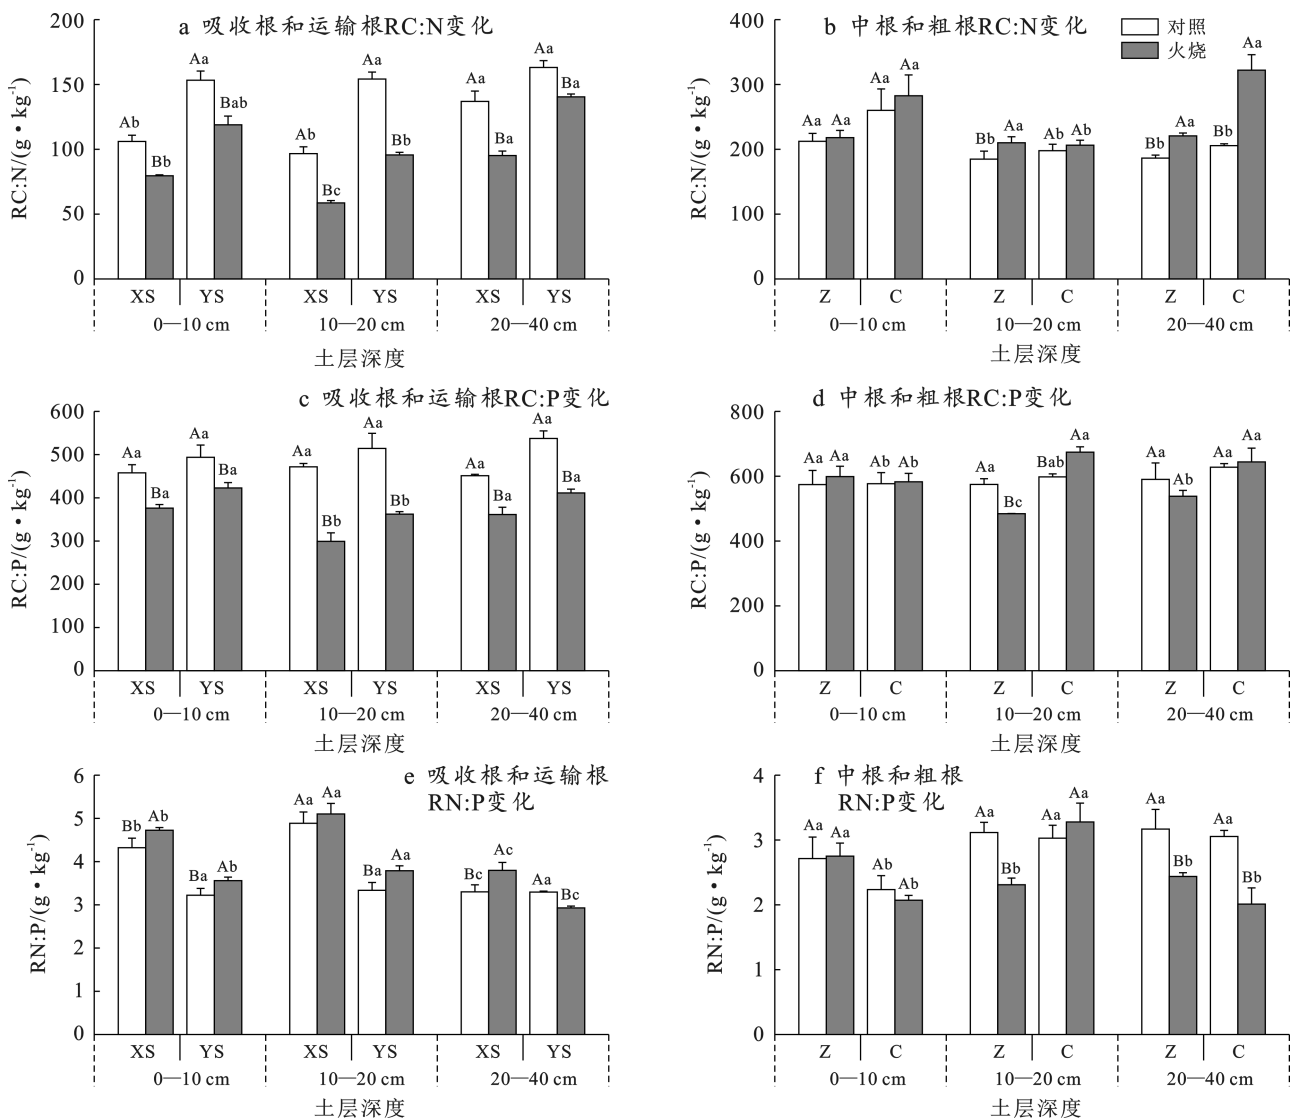 a 吸收根和运输根RC:N变化
RC:N/(g•kg-1)
200
150
100
50
0
Ab Bb Aa Bab Ab Bc Aa Bb Aa Ba Aa Ba
XS YS XS YS XS YS
0—10 cm 10—20 cm 20—40 cm
土层深度
b 中根和粗根RC:N变化
对照
火烧
RC:N/(g•kg-1)
400
300
200
100
0
Aa Aa Aa Aa Bb Aa Ab Ab Bb Aa Bb Aa
Z C Z C Z C
0—10 cm 10—20 cm 20—40 cm
土层深度
c 吸收根和运输根RC:P变化
RC:P/(g•kg-1)
600
500
400
300
200
100
0
Aa Ba Aa Ba Aa Bb Aa Bb Aa Ba Aa Ba
XS YS XS YS XS YS
0—10 cm 10—20 cm 20—40 cm
土层深度
d 中根和粗根RC:P变化
RC:P/(g•kg-1)
800
600
400
200
0
Aa Aa Ab Ab Aa Bc Bab Aa Aa Ab Aa Aa
Z C Z C Z C
0—10 cm 10—20 cm 20—40 cm
土层深度
e 吸收根和运输根
RN:P变化
RN:P/(g•kg-1)
6
5
4
3
2
1
0
Bb Ab Ba Ab Aa Aa Ba Aa Bc Ac Aa Bc
XS YS XS YS XS YS
0—10 cm 10—20 cm 20—40 cm
土层深度
f 中根和粗根
RN:P变化
RN:P/(g•kg-1)
4
3
2
1
0
Aa Aa Ab Ab Aa Bb Aa Aa Aa Bb Aa Bb
Z C Z C Z C
0—10 cm 10—20 cm 20—40 cm
土层深度